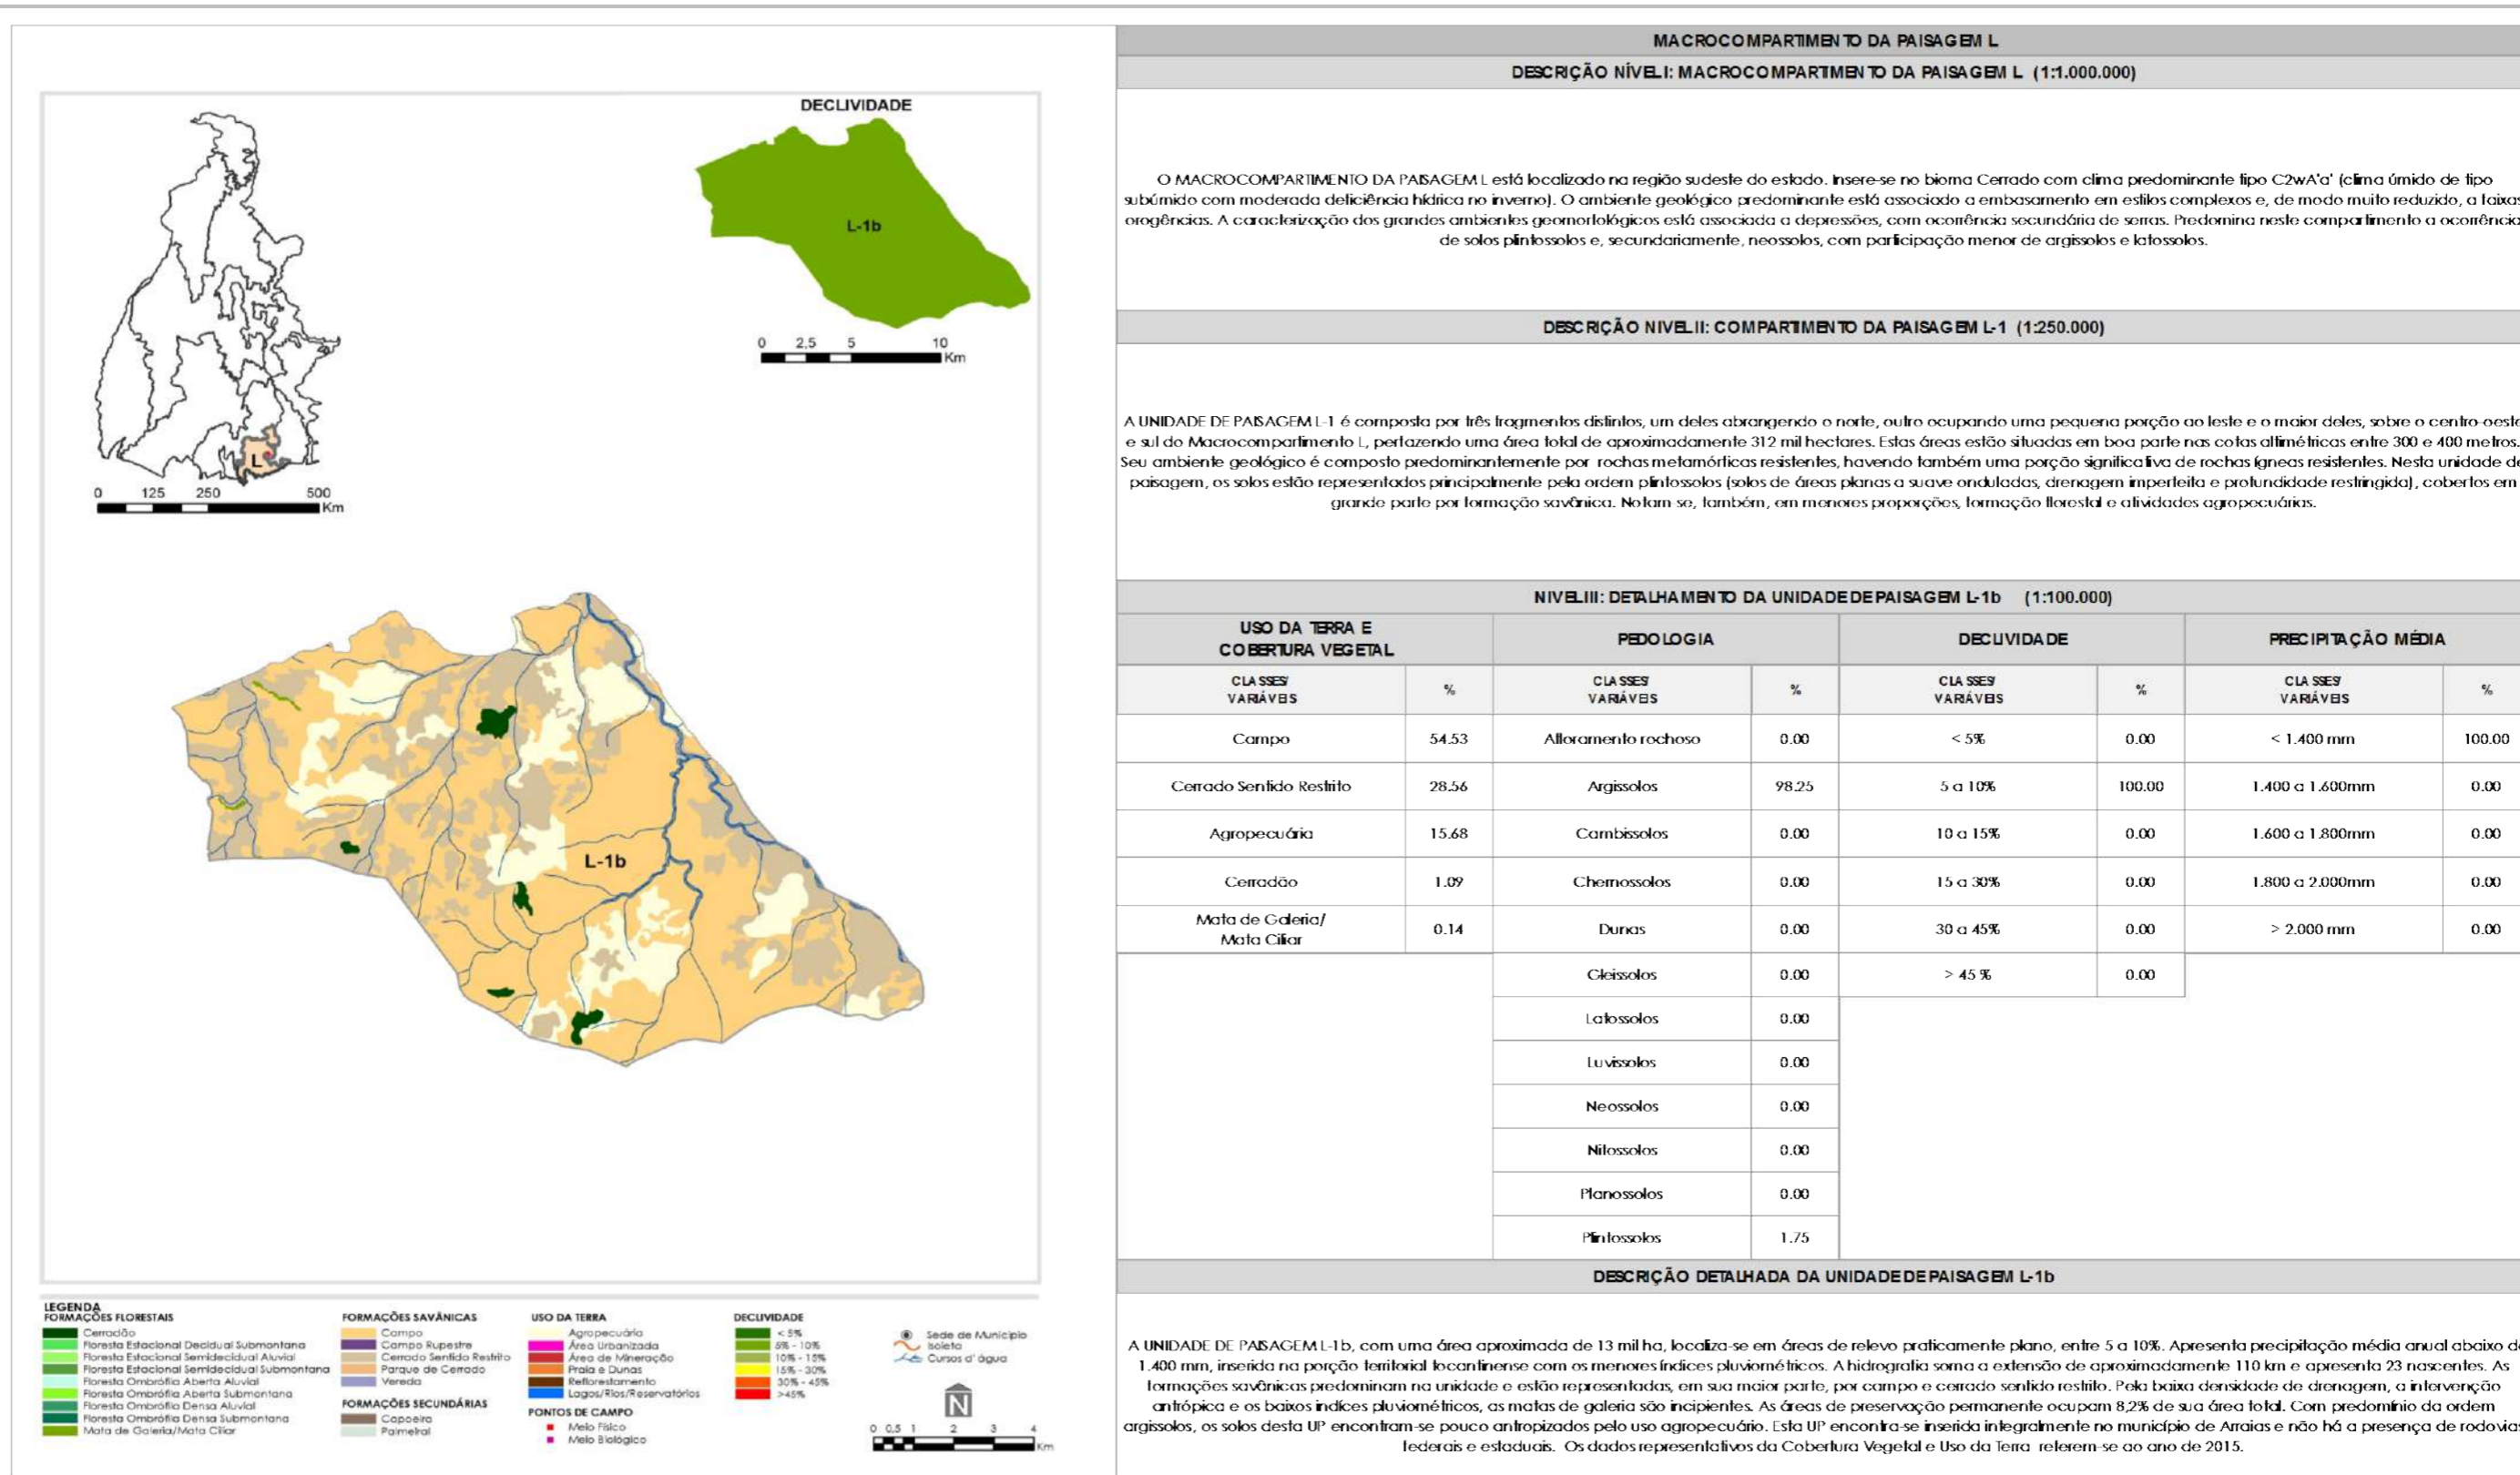 DECLIVIDADE
L-1b
0 2,5 5 10
Km
L
0 125 250 500
Km
L-1b
LEGENDA
FORMAÇÕES FLORESTAIS
Cerradão
Floresta Estacional Decidual Submontana
Floresta Estacional Semidecidual Aluvial
Floresta Estacional Semidecidual Submontana
Floresta Ombrófila Aberta Aluvial
Floresta Ombrófila Aberta Submontana
Floresta Ombrófila Densa Aluvial
Floresta Ombrófila Densa Submontana
Mata de Galeria/Mata Ciliar
FORMAÇÕES SAVÂNICAS
Campo
Campo Rupestre
Cerrado Sentido Restrito
Parque de Cerrado
Vereda
FORMAÇÕES SECUNDÁRIAS
Capoeira
Palmeiral
USO DA TERRA
Agropecuária
Área Urbanizada
Área de Mineração
Praia e Dunas
Reflorestamento
Lagos/Rios/Reservatórios
PONTOS DE CAMPO
Meio Físico
Meio Biológico
DECLIVIDADE
< 5%
5% - 10%
10% - 15%
15% - 30%
30% - 45%
>45%
Sede de Município
Isoieta
Cursos d' água
N
0 0,5 1 2 3 4
Km
MACROCOMPARTIMENTO DA PAISAGEM L
DESCRIÇÃO NÍVEL I: MACROCOMPARTIMENTO DA PAISAGEM L (1:1.000.000)
O MACROCOMPARTIMENTO DA PAISAGEM L está localizado na região sudeste do estado. Insere-se no bioma Cerrado com clima predominante tipo C2wA'a' (clima úmido de tipo
subúmido com moderada deficiência hídrica no inverno). O ambiente geológico predominante está associado a embasamento em estilos complexos e, de modo muito reduzido, a faixas
orogências. A caracterização dos grandes ambientes geomorfológicos está associada a depressões, com ocorrência secundária de serras. Predomina neste compartimento a ocorrência
de solos plintossolos e, secundariamente, neossolos, com participação menor de argissolos e latossolos.
DESCRIÇÃO NIVEL II: COMPARTIMENTO DA PAISAGEM L-1 (1:250.000)
A UNIDADE DE PAISAGEM L-1 é composta por três fragmentos distintos, um deles abrangendo o norte, outro ocupando uma pequena porção ao leste e o maior deles, sobre o centro-oeste
e sul do Macrocompartimento L, perfazendo uma área total de aproximadamente 312 mil hectares. Estas áreas estão situadas em boa parte nas cotas altimétricas entre 300 e 400 metros.
Seu ambiente geológico é composto predominantemente por rochas metamórficas resistentes, havendo também uma porção significativa de rochas ígneas resistentes. Nesta unidade de
paisagem, os solos estão representados principalmente pela ordem plintossolos (solos de áreas planas a suave onduladas, drenagem imperfeita e profundidade restringida), cobertos em
grande parte por formação savânica. Notam-se, também, em menores proporções, formação florestal e atividades agropecuárias.
NIVEL III: DETALHAMENTO DA UNIDADE DE PAISAGEM L-1b (1:100.000)
USO DA TERRA E
COBERTURA VEGETAL
PEDOLOGIA
DECLIVIDADE
PRECIPITAÇÃO MÉDIA
CLASSES/
VARIÁVEIS
%
CLASSES/
VARIÁVEIS
%
CLASSES/
VARIÁVEIS
%
CLASSES/
VARIÁVEIS
%
Campo 54.53 Afloramento rochoso 0.00 < 5% 0.00 < 1.400 mm 100.00
Cerrado Sentido Restrito 28.56 Argissolos 98.25 5 a 10% 100.00 1.400 a 1.600mm 0.00
Agropecuária 15.68 Cambissolos 0.00 10 a 15% 0.00 1.600 a 1.800mm 0.00
Cerradão 1.09 Chernossolos 0.00 15 a 30% 0.00 1.800 a 2.000mm 0.00
Mata de Galeria/
Mata Ciliar 0.14 Dunas 0.00 30 a 45% 0.00 > 2.000 mm 0.00
Gleissolos 0.00 > 45 % 0.00
Latossolos 0.00
Luvissolos 0.00
Neossolos 0.00
Nitossolos 0.00
Planossolos 0.00
Plintossolos 1.75
DESCRIÇÃO DETALHADA DA UNIDADE DE PAISAGEM L-1b
A UNIDADE DE PAISAGEM L-1b, com uma área aproximada de 13 mil ha, localiza-se em áreas de relevo praticamente plano, entre 5 a 10%. Apresenta precipitação média anual abaixo de
1.400 mm, inserida na porção territorial tocantinense com os menores índices pluviométricos. A hidrografia soma a extensão de aproximadamente 110 km e apresenta 23 nascentes. As
formações savânicas predominam na unidade e estão representadas, em sua maior parte, por campo e cerrado sentido restrito. Pela baixa densidade de drenagem, a intervenção
antrópica e os baixos índices pluviométricos, as matas de galeria são incipientes. As áreas de preservação permanente ocupam 8,2% de sua área total. Com predomínio da ordem
argissolos, os solos desta UP encontram-se pouco antropizados pelo uso agropecuário. Esta UP encontra-se inserida integralmente no município de Arraias e não há a presença de rodovias
federais e estaduais. Os dados representativos da Cobertura Vegetal e Uso da Terra referem-se ao ano de 2015.